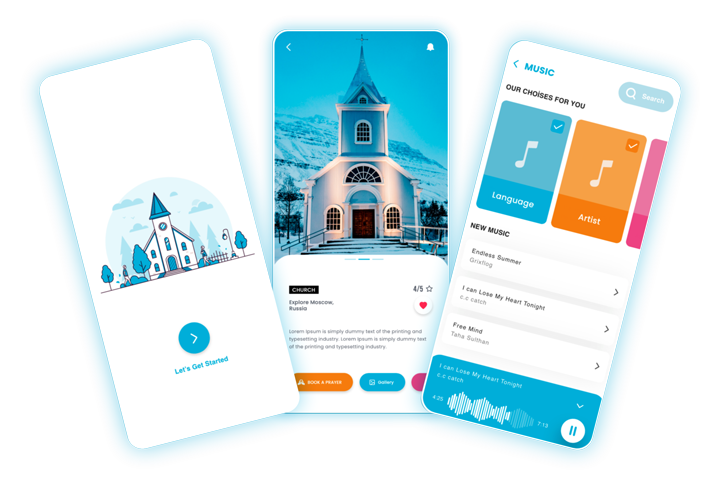 Let's Get Started
CHURCH
4/5
Explore Moscow,
Russia
Lorem Ipsum is simply dummy text of the printing and
typesetting industry. Lorem Ipsum is simply dummy text
of the printing and typesetting industry.
BOOK A PRAYER
Gallery
MUSIC
Search
OUR CHOISES FOR YOU
Language
Artist
NEW MUSIC
Endless Summer
Grixflog
I can Lose My Heart Tonight
c.c catch
Free Mind
Taha Sulthan
I can Lose My Heart Tonight
c.c catch
4:25
7:13